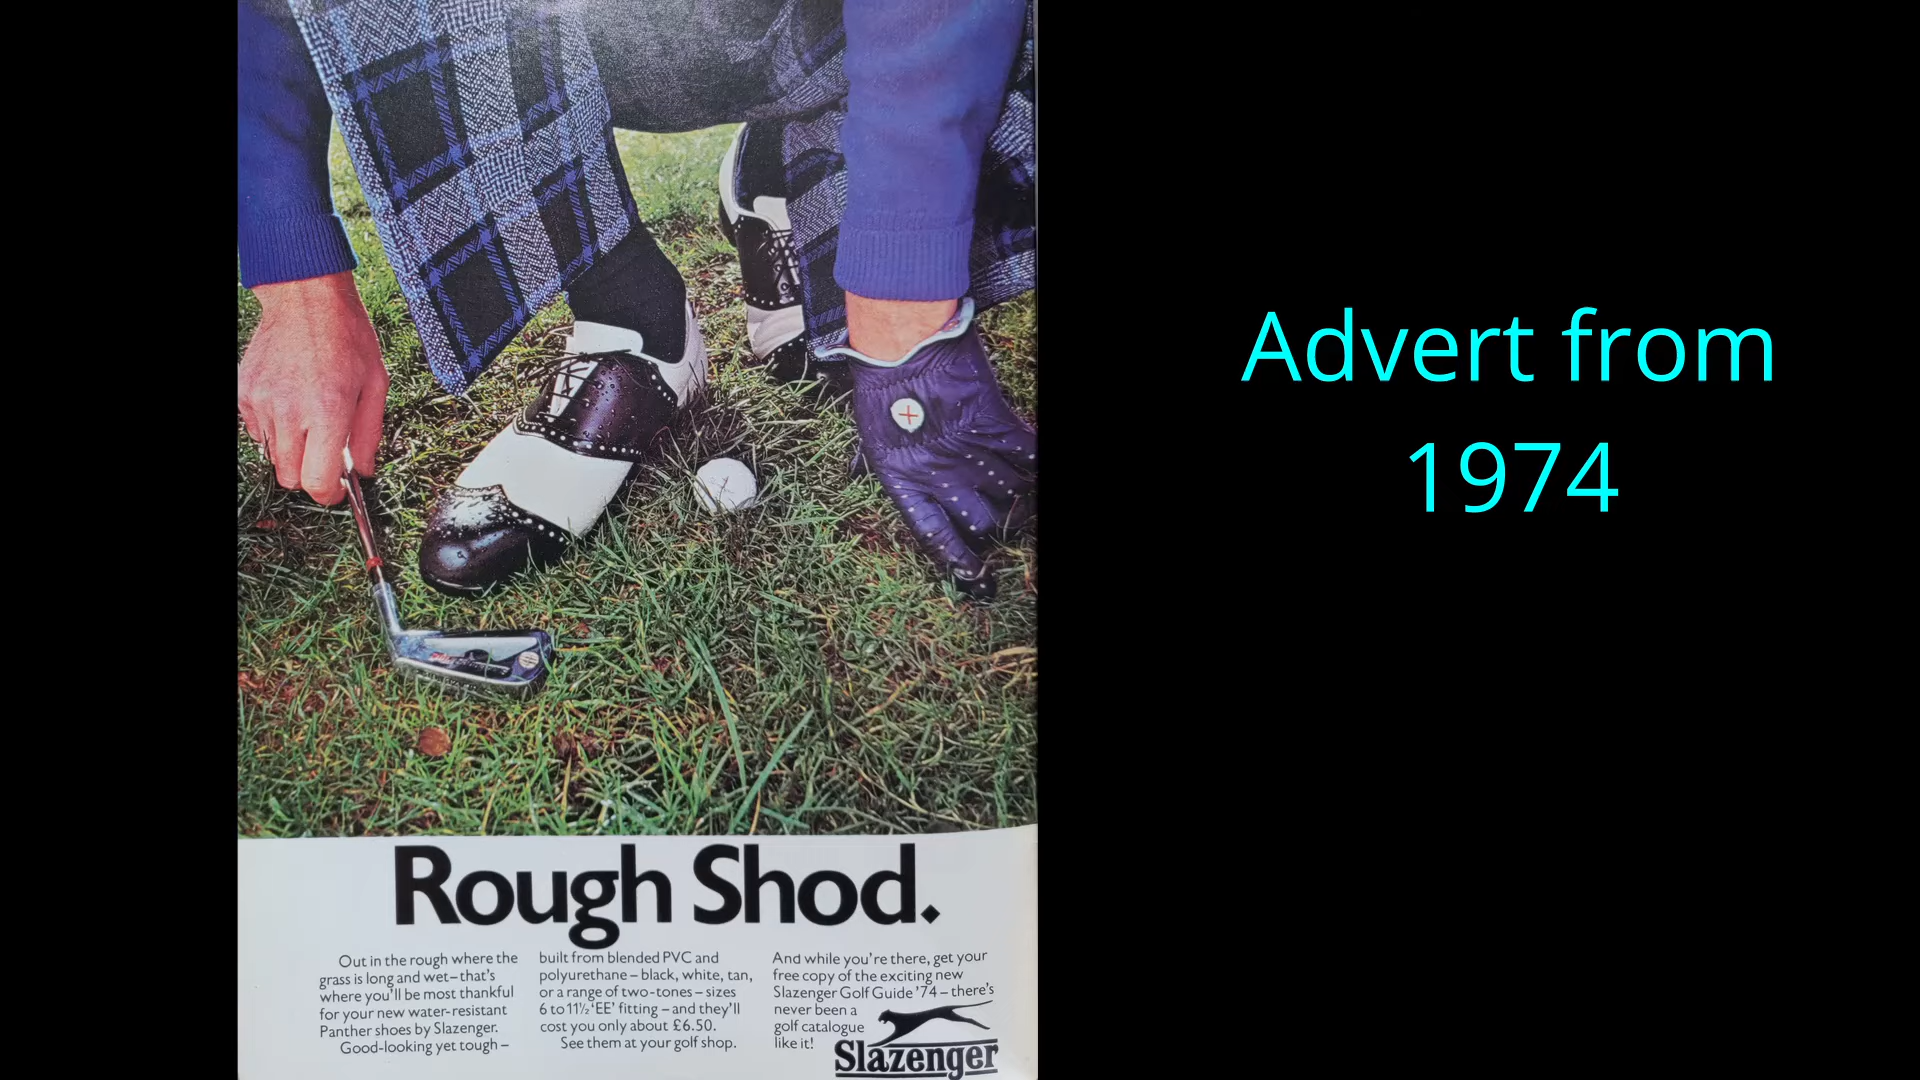 Rough Shod.
Out in the rough where the
grass is long and wet–that's
where you'll be most thankful
for your new water-resistant
Panther shoes by Slazenger.
Good-looking yet tough –
built from blended PVC and
polyurethane – black, white, tan,
or a range of two-tones – sizes
6 to 11½ 'EE' fitting – and they'll
cost you only about £6.50.
See them at your golf shop.
And while you're there, get your
free copy of the exciting new
Slazenger Golf Guide '74 – there's
never been a
golf catalogue
like it!
Slazenger
Advert from
1974